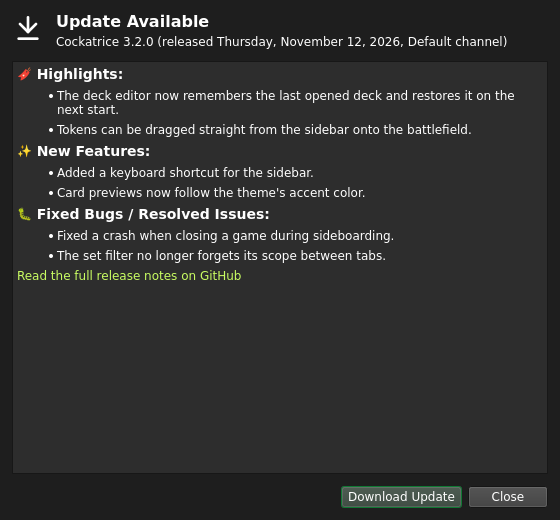 Update Available
Cockatrice 3.2.0 (released Thursday, November 12, 2026, Default channel)
🧨 Highlights:
• The deck editor now remembers the last opened deck and restores it on the
next start.
• Tokens can be dragged straight from the sidebar onto the battlefield.
✨ New Features:
• Added a keyboard shortcut for the sidebar.
• Card previews now follow the theme's accent color.
🐛 Fixed Bugs / Resolved Issues:
• Fixed a crash when closing a game during sideboarding.
• The set filter no longer forgets its scope between tabs.
Read the full release notes on GitHub
Download Update
Close